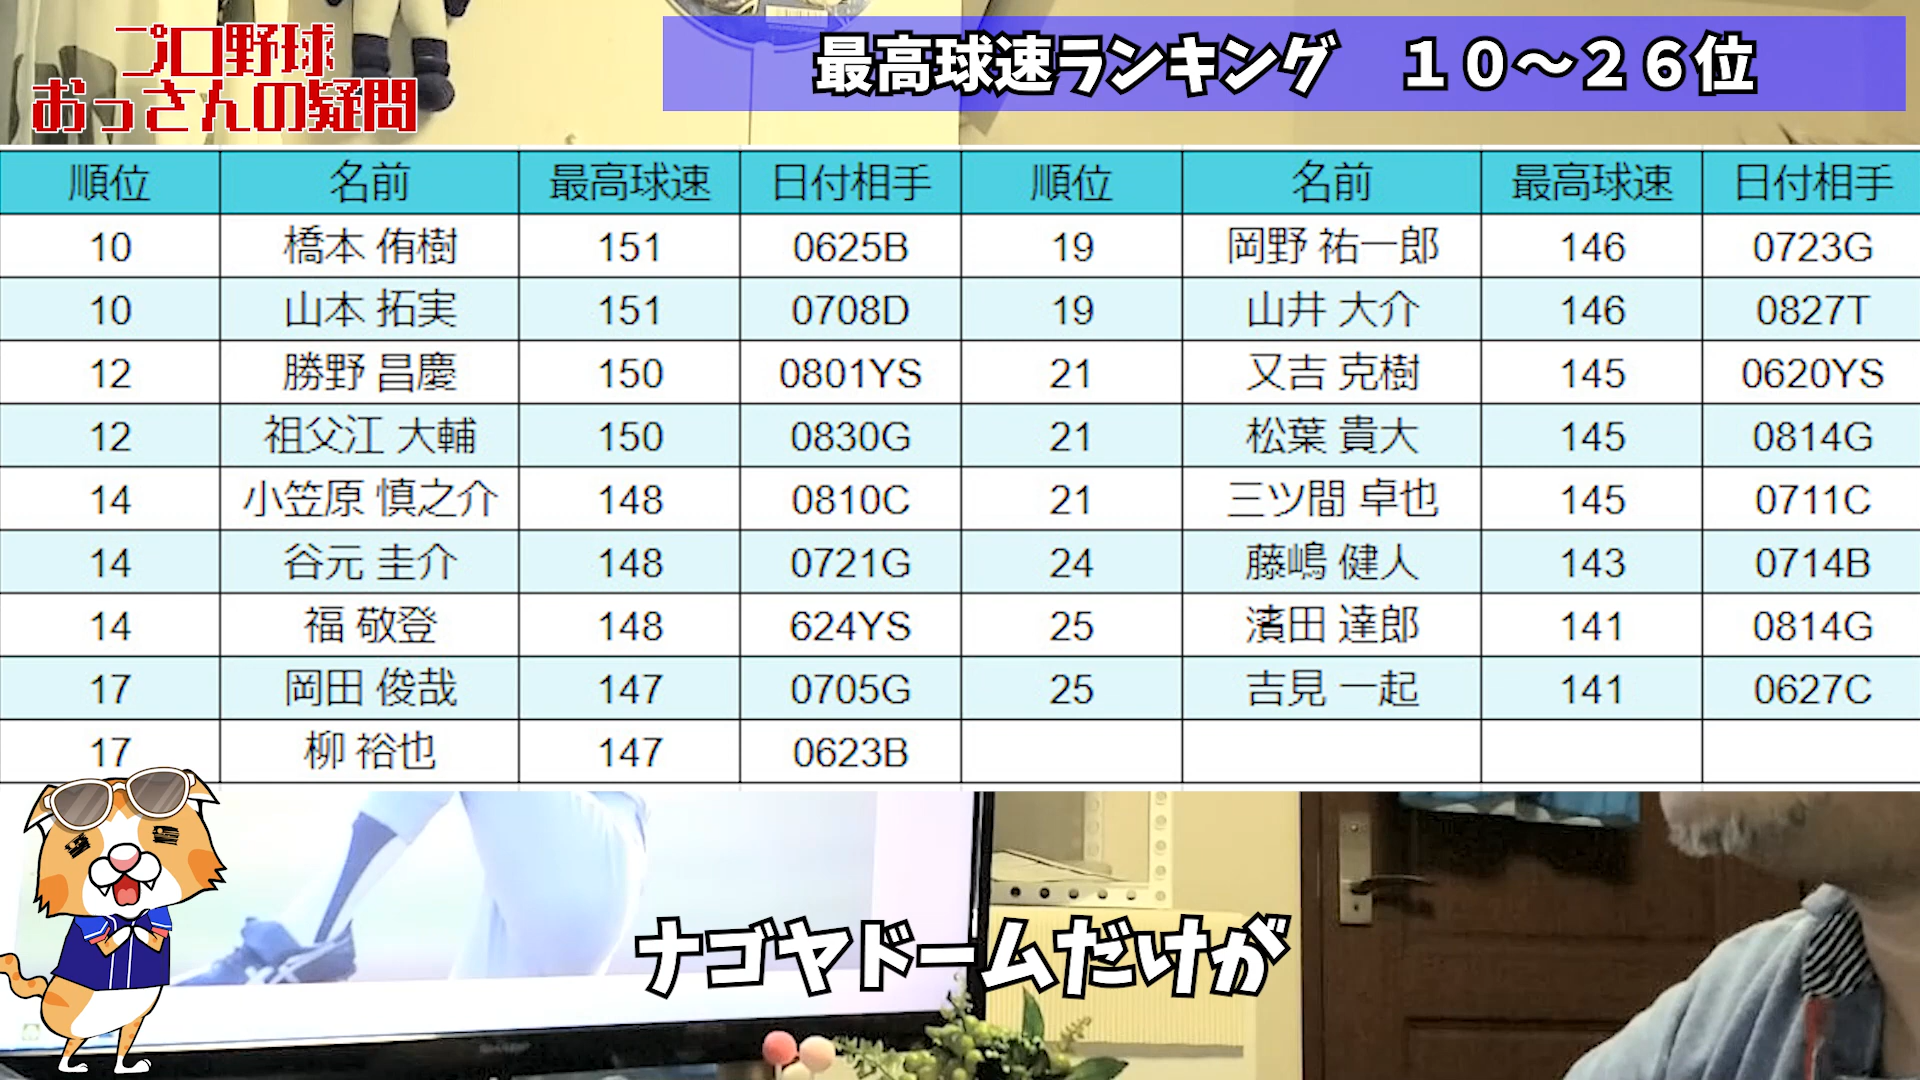 プロ野球
おっさんの疑問
最高球速ランキング　１０～２６位
順位 名前 最高球速 日付相手 順位 名前 最高球速 日付相手
10 橋本 侑樹 151 0625B 19 岡野 祐一郎 146 0723G
10 山本 拓実 151 0708D 19 山井 大介 146 0827T
12 勝野 昌慶 150 0801YS 21 又吉 克樹 145 0620YS
12 祖父江 大輔 150 0830G 21 松葉 貴大 145 0814G
14 小笠原 慎之介 148 0810C 21 三ツ間 卓也 145 0711C
14 谷元 圭介 148 0721G 24 藤嶋 健人 143 0714B
14 福 敬登 148 624YS 25 濱田 達郎 141 0814G
17 岡田 俊哉 147 0705G 25 吉見 一起 141 0627C
17 柳 裕也 147 0623B
ナゴヤドームだけが